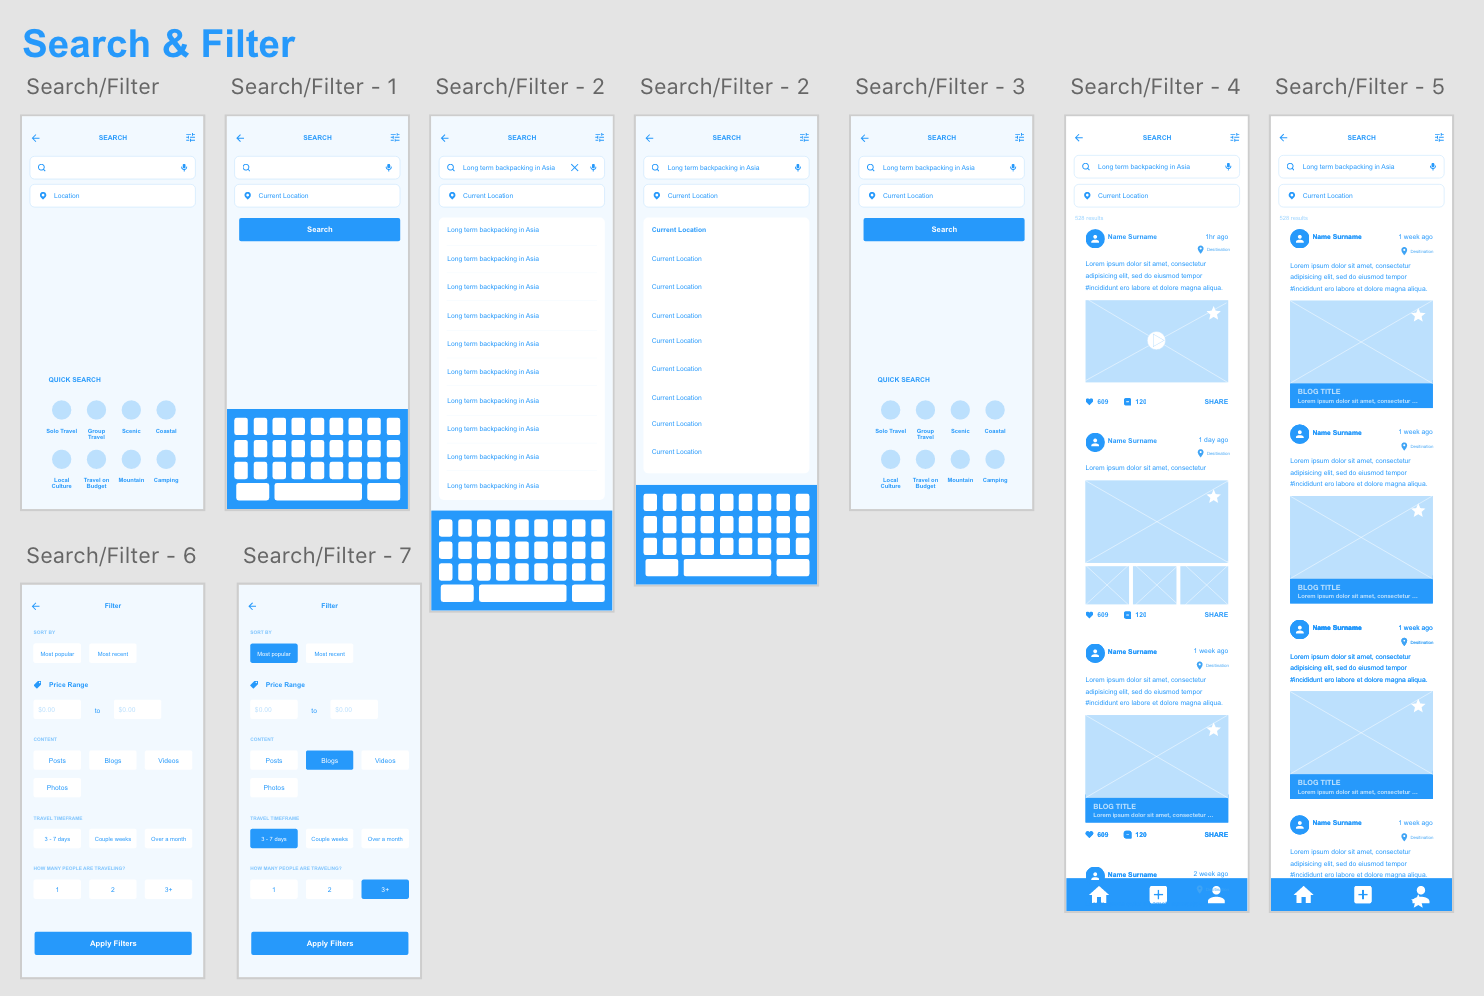 Search & Filter
Search/Filter
SEARCH
Location
QUICK SEARCH
Solo Travel
Group Travel
Scenic
Coastal
Local Culture
Travel on Budget
Mountain
Camping
Search/Filter - 1
SEARCH
Current Location
Search
Search/Filter - 2
SEARCH
Long term backpacking in Asia
Current Location
Long term backpacking in Asia
Long term backpacking in Asia
Long term backpacking in Asia
Long term backpacking in Asia
Long term backpacking in Asia
Long term backpacking in Asia
Long term backpacking in Asia
Long term backpacking in Asia
Long term backpacking in Asia
Long term backpacking in Asia
Search/Filter - 2
SEARCH
Long term backpacking in Asia
Current Location
Current Location
Current Location
Current Location
Current Location
Current Location
Current Location
Current Location
Current Location
Current Location
Search/Filter - 3
SEARCH
Long term backpacking in Asia
Current Location
Search
QUICK SEARCH
Solo Travel
Group Travel
Scenic
Coastal
Local Culture
Travel on Budget
Mountain
Camping
Search/Filter - 4
SEARCH
Long term backpacking in Asia
Current Location
528 results
Name Surname
1hr ago
Destination
Lorem ipsum dolor sit amet, consectetur
adipisicing elit, sed do eiusmod tempor
#incididunt ero labore et dolore magna aliqua.
609
120
SHARE
Name Surname
1 day ago
Destination
Lorem ipsum dolor sit amet, consectetur
609
120
SHARE
Name Surname
1 week ago
Destination
Lorem ipsum dolor sit amet, consectetur
adipisicing elit, sed do eiusmod tempor
#incididunt ero labore et dolore magna aliqua.
BLOG TITLE
Lorem ipsum dolor sit amet, consectetur ...
609
120
SHARE
Name Surname
2 week ago
Search/Filter - 5
SEARCH
Long term backpacking in Asia
Current Location
528 results
Name Surname
1 week ago
Destination
Lorem ipsum dolor sit amet, consectetur
adipisicing elit, sed do eiusmod tempor
#incididunt ero labore et dolore magna aliqua.
BLOG TITLE
Lorem ipsum dolor sit amet, consectetur ...
Name Surname
1 week ago
Destination
Lorem ipsum dolor sit amet, consectetur
adipisicing elit, sed do eiusmod tempor
#incididunt ero labore et dolore magna aliqua.
BLOG TITLE
Lorem ipsum dolor sit amet, consectetur ...
Name Surname
1 week ago
Destination
Lorem ipsum dolor sit amet, consectetur
adipisicing elit, sed do eiusmod tempor
#incididunt ero labore et dolore magna aliqua.
BLOG TITLE
Lorem ipsum dolor sit amet, consectetur ...
Name Surname
1 week ago
Destination
Lorem ipsum dolor sit amet, consectetur
adipisicing elit, sed do eiusmod tempor
#incididunt ero labore et dolore magna aliqua.
Search/Filter - 6
Filter
SORT BY
Most popular
Most recent
Price Range
$0.00
to
$0.00
CONTENT
Posts
Blogs
Videos
Photos
TRAVEL TIMEFRAME
3 - 7 days
Couple weeks
Over a month
HOW MANY PEOPLE ARE TRAVELING?
1
2
3+
Apply Filters
Search/Filter - 7
Filter
SORT BY
Most popular
Most recent
Price Range
$0.00
to
$0.00
CONTENT
Posts
Blogs
Videos
Photos
TRAVEL TIMEFRAME
3 - 7 days
Couple weeks
Over a month
HOW MANY PEOPLE ARE TRAVELING?
1
2
3+
Apply Filters